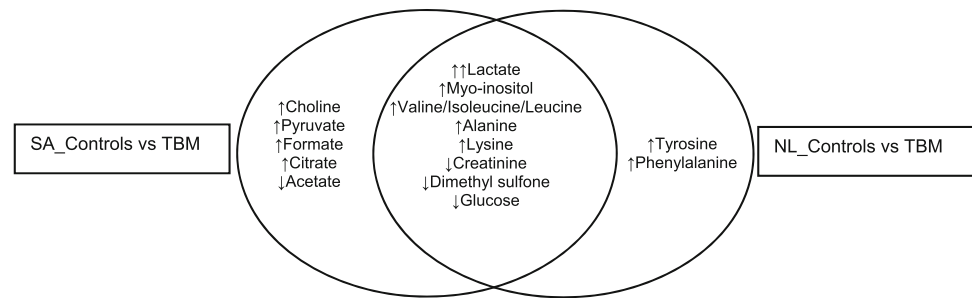 SA_Controls vs TBM
↑Choline
↑Pyruvate
↑Formate
↑Citrate
↓Acetate
↑↑Lactate
↑Myo-inositol
↑Valine/Isoleucine/Leucine
↑Alanine
↑Lysine
↓Creatinine
↓Dimethyl sulfone
↓Glucose
↑Tyrosine
↑Phenylalanine
NL_Controls vs TBM